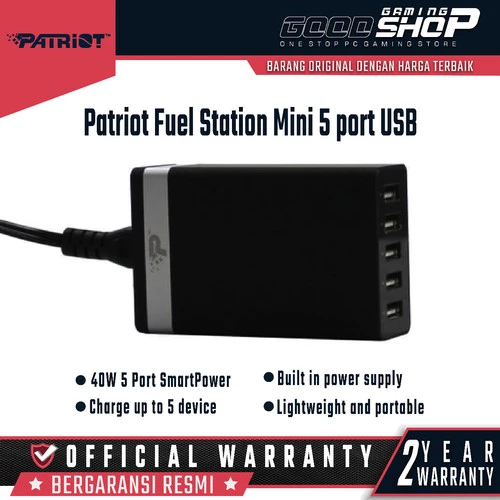 PATRIOT
GAMING
GOODSHOP
ONE STOP PC GAMING STORE
BARANG ORIGINAL DENGAN HARGA TERBAIK
Patriot Fuel Station Mini 5 port USB
P
40W 5 Port SmartPower
Built in power supply
Charge up to 5 device
Lightweight and portable
OFFICIAL WARRANTY
BERGARANSI RESMI
2 YEAR
WARRANTY